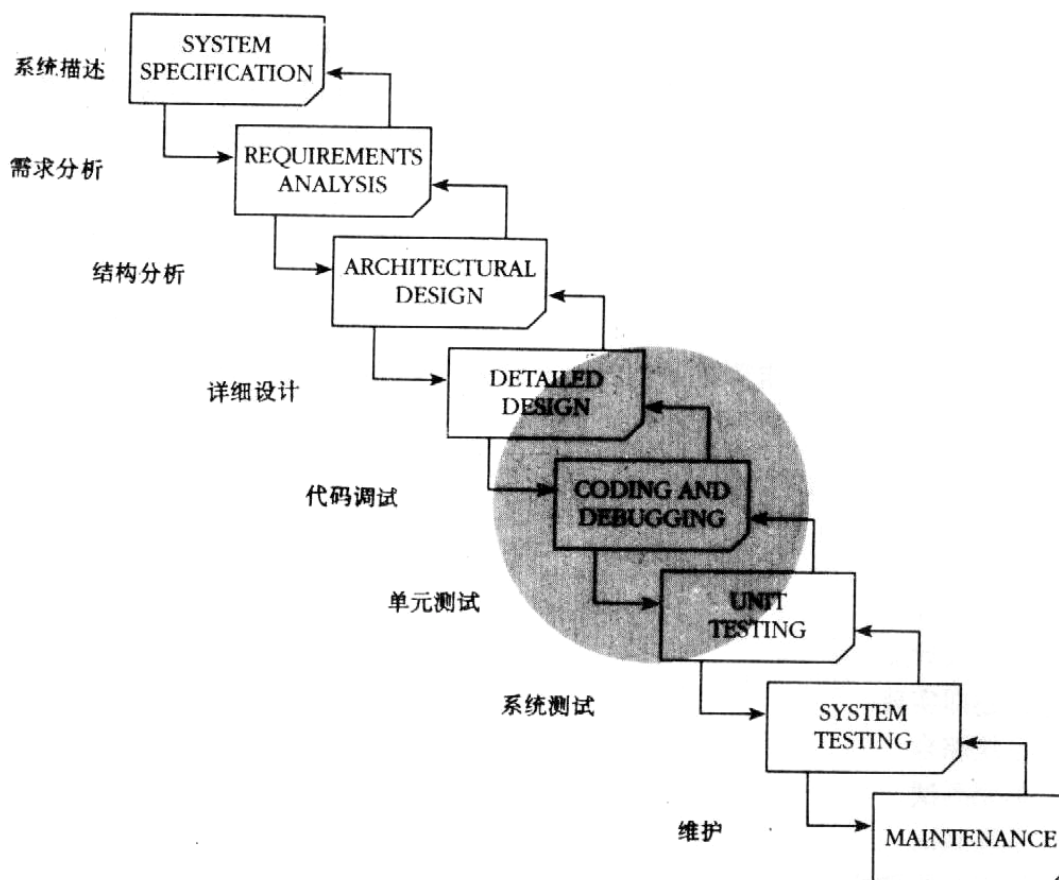 系统描述
SYSTEM
SPECIFICATION
需求分析
REQUIREMENTS
ANALYSIS
结构分析
ARCHITECTURAL
DESIGN
详细设计
DETAILED
DESIGN
代码调试
CODING AND
DEBUGGING
单元测试
UNIT
TESTING
系统测试
SYSTEM
TESTING
维护
MAINTENANCE